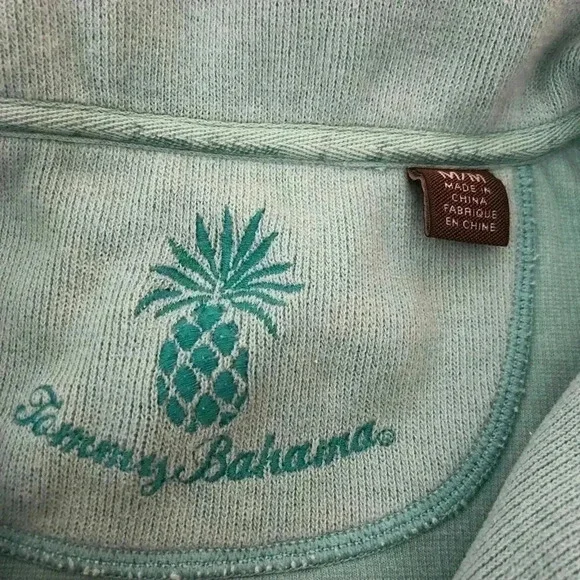 M/M
MADE IN
CHINA
FABRIQUE
EN CHINE
Tommy Bahama®